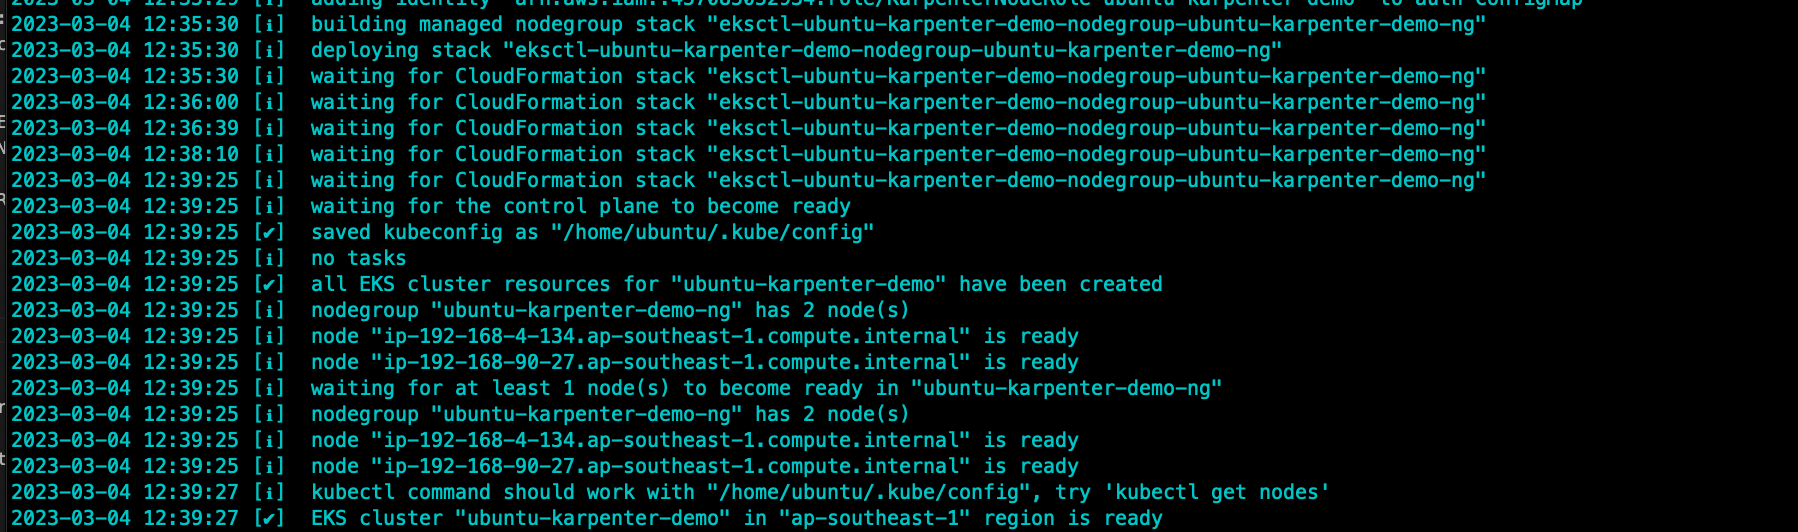 building managed nodegroup stack "eksctl-ubuntu-karpenter-demo-nodegroup-ubuntu-karpenter-demo-ng"
2023-03-04 12:35:30 [ℹ]  building managed nodegroup stack "eksctl-ubuntu-karpenter-demo-nodegroup-ubuntu-karpenter-demo-ng"
2023-03-04 12:35:30 [ℹ]  deploying stack "eksctl-ubuntu-karpenter-demo-nodegroup-ubuntu-karpenter-demo-ng"
2023-03-04 12:35:30 [ℹ]  waiting for CloudFormation stack "eksctl-ubuntu-karpenter-demo-nodegroup-ubuntu-karpenter-demo-ng"
2023-03-04 12:36:00 [ℹ]  waiting for CloudFormation stack "eksctl-ubuntu-karpenter-demo-nodegroup-ubuntu-karpenter-demo-ng"
2023-03-04 12:36:39 [ℹ]  waiting for CloudFormation stack "eksctl-ubuntu-karpenter-demo-nodegroup-ubuntu-karpenter-demo-ng"
2023-03-04 12:38:10 [ℹ]  waiting for CloudFormation stack "eksctl-ubuntu-karpenter-demo-nodegroup-ubuntu-karpenter-demo-ng"
2023-03-04 12:39:25 [ℹ]  waiting for CloudFormation stack "eksctl-ubuntu-karpenter-demo-nodegroup-ubuntu-karpenter-demo-ng"
2023-03-04 12:39:25 [ℹ]  waiting for the control plane to become ready
2023-03-04 12:39:25 [✔]  saved kubeconfig as "/home/ubuntu/.kube/config"
2023-03-04 12:39:25 [ℹ]  no tasks
2023-03-04 12:39:25 [✔]  all EKS cluster resources for "ubuntu-karpenter-demo" have been created
2023-03-04 12:39:25 [ℹ]  nodegroup "ubuntu-karpenter-demo-ng" has 2 node(s)
2023-03-04 12:39:25 [ℹ]  node "ip-192-168-4-134.ap-southeast-1.compute.internal" is ready
2023-03-04 12:39:25 [ℹ]  node "ip-192-168-90-27.ap-southeast-1.compute.internal" is ready
2023-03-04 12:39:25 [ℹ]  waiting for at least 1 node(s) to become ready in "ubuntu-karpenter-demo-ng"
2023-03-04 12:39:25 [ℹ]  nodegroup "ubuntu-karpenter-demo-ng" has 2 node(s)
2023-03-04 12:39:25 [ℹ]  node "ip-192-168-4-134.ap-southeast-1.compute.internal" is ready
2023-03-04 12:39:25 [ℹ]  node "ip-192-168-90-27.ap-southeast-1.compute.internal" is ready
2023-03-04 12:39:27 [ℹ]  kubectl command should work with "/home/ubuntu/.kube/config", try 'kubectl get nodes'
2023-03-04 12:39:27 [✔]  EKS cluster "ubuntu-karpenter-demo" in "ap-southeast-1" region is ready